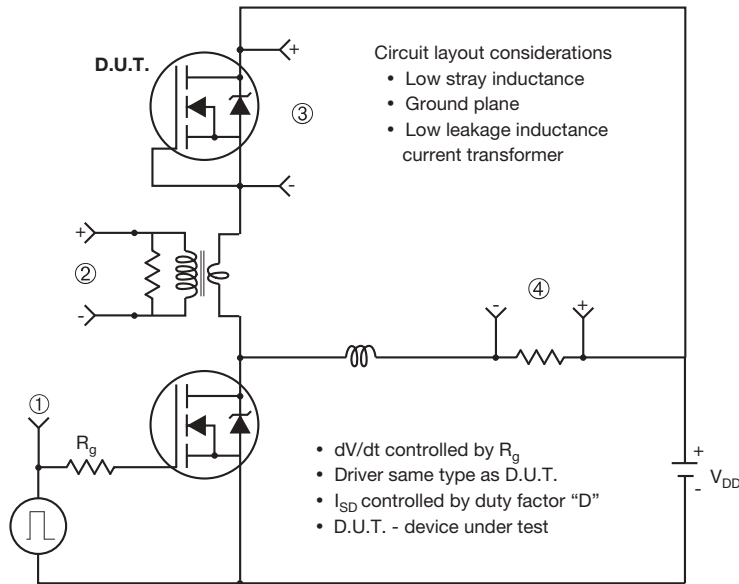 D.U.T.
+
-
③
Circuit layout considerations
• Low stray inductance
• Ground plane
• Low leakage inductance
current transformer
+
②
-
-
④
+
①
Rg
+
VDD
-
• dV/dt controlled by Rg
• Driver same type as D.U.T.
• ISD controlled by duty factor “D”
• D.U.T. - device under test